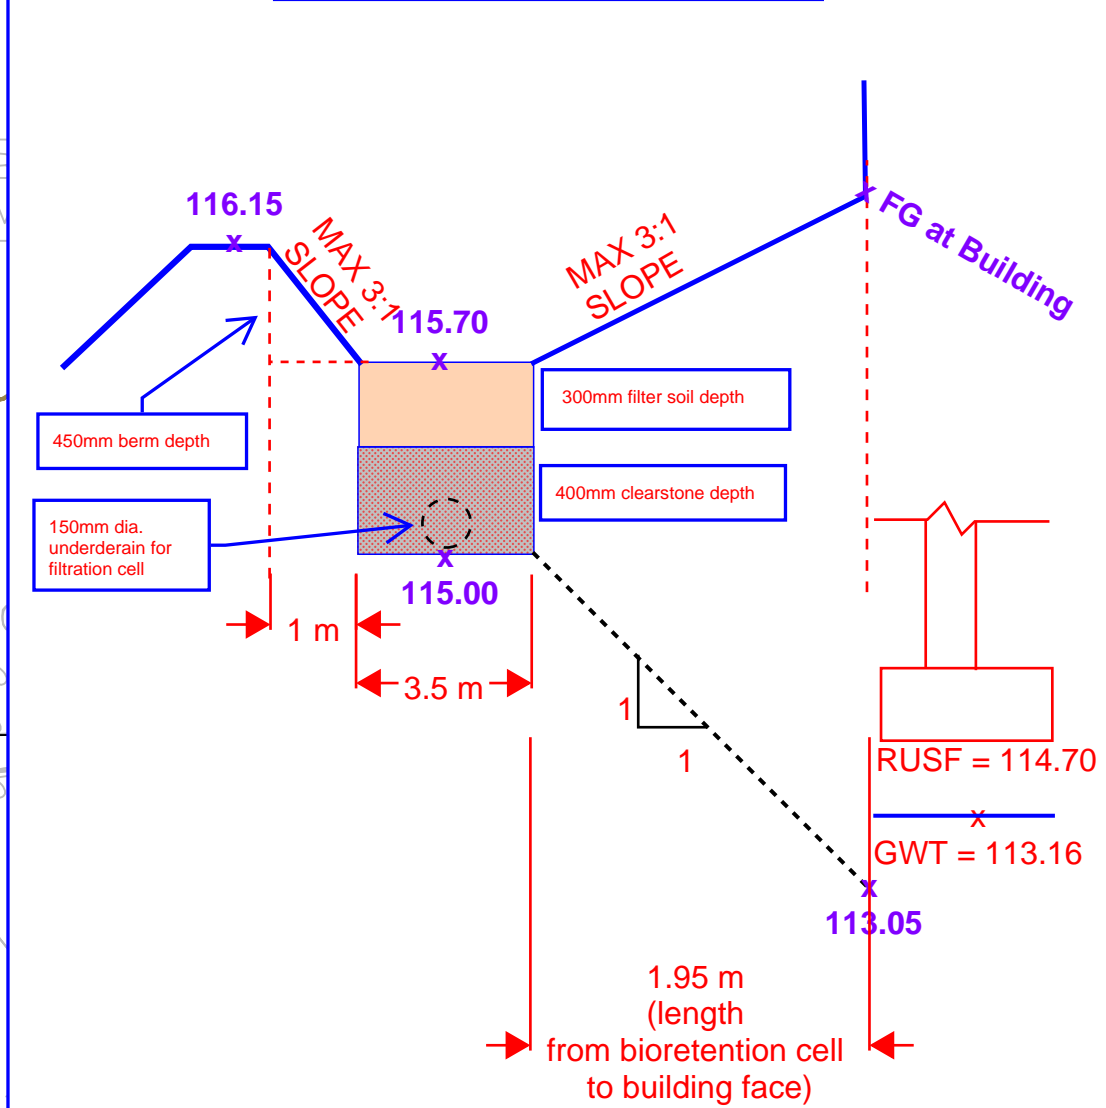 116.15
x
MAX 3:1
SLOPE
MAX 3:1
SLOPE
x FG at Building
115.70
x
300mm filter soil depth
450mm berm depth
400mm clearstone depth
150mm dia.
underderain for
filtration cell
x
115.00
1 m
3.5 m
1
1
RUSF = 114.70
x
GWT = 113.16
x
113.05
1.95 m
(length
from bioretention cell
to building face)